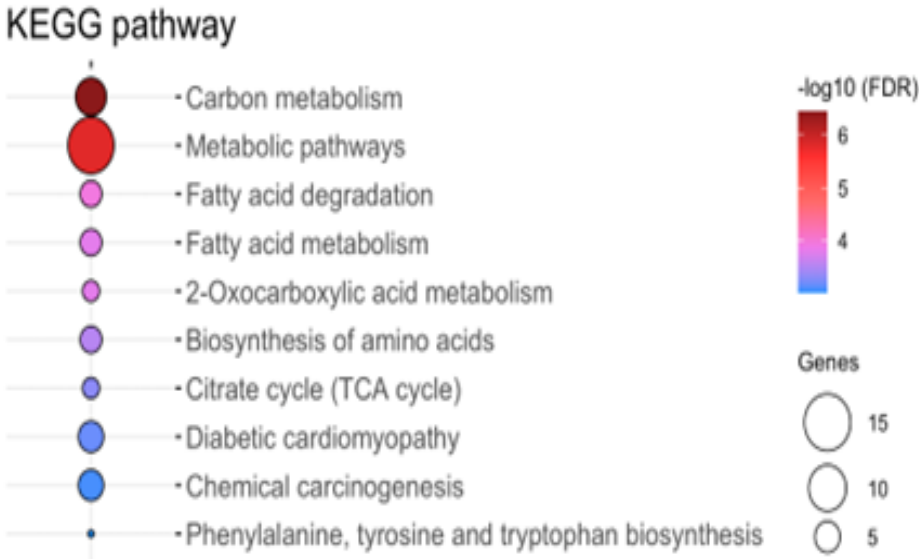 KEGG pathway
Carbon metabolism
Metabolic pathways
Fatty acid degradation
Fatty acid metabolism
2-Oxocarboxylic acid metabolism
Biosynthesis of amino acids
Citrate cycle (TCA cycle)
Diabetic cardiomyopathy
Chemical carcinogenesis
Phenylalanine, tyrosine and tryptophan biosynthesis
-log10 (FDR)
6
5
4
Genes
15
10
5